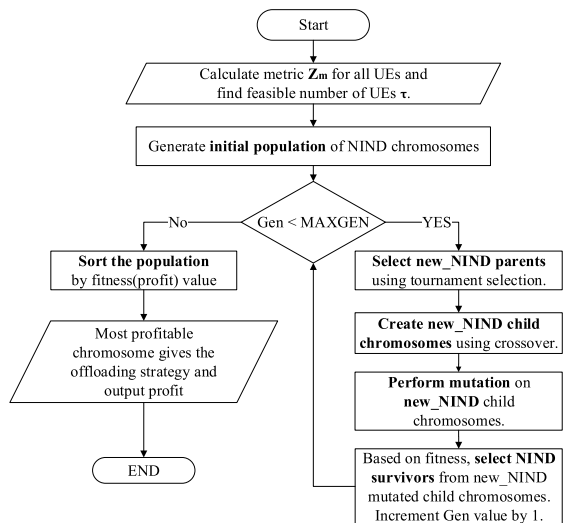 Start
Calculate metric Zm for all UEs and
find feasible number of UEs τ.
Generate initial population of NIND chromosomes
Gen < MAXGEN
No
YES
Sort the population
by fitness(profit) value
Most profitable
chromosome gives the
offloading strategy and
output profit
END
Select new_NIND parents
using tournament selection.
Create new_NIND child
chromosomes using crossover.
Perform mutation on
new_NIND child
chromosomes.
Based on fitness, select NIND
survivors from new_NIND
mutated child chromosomes.
Increment Gen value by 1.